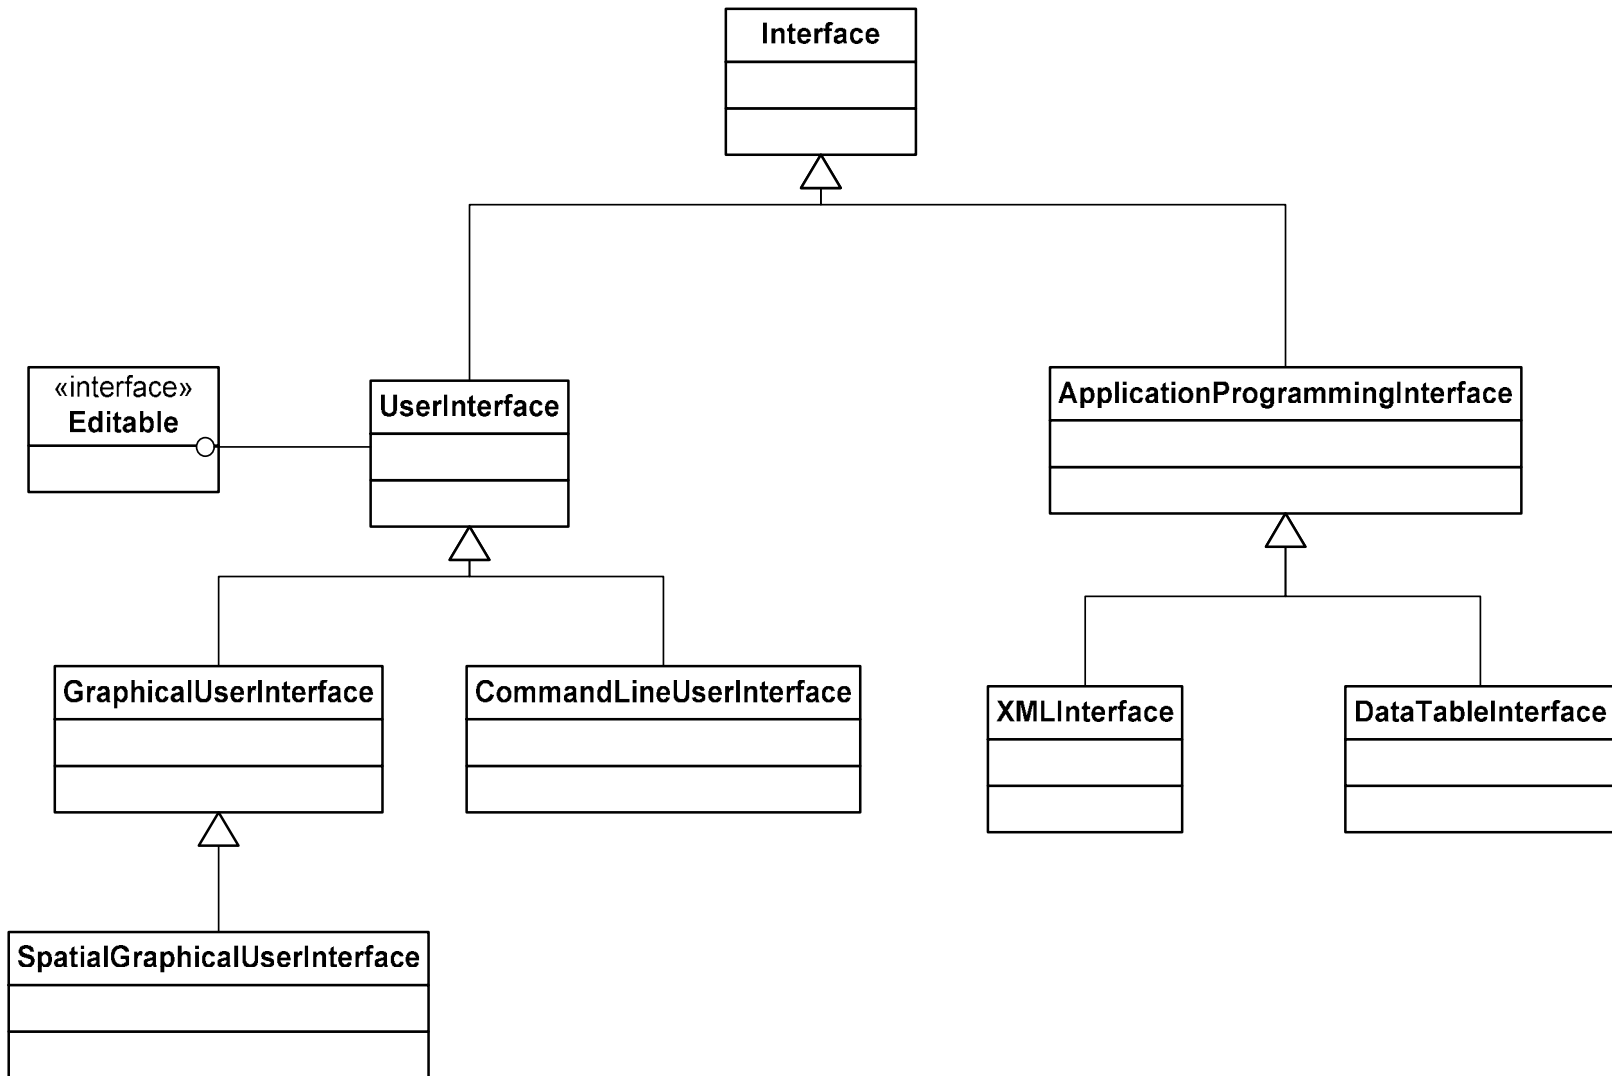 Interface
«interface»
Editable
UserInterface
ApplicationProgrammingInterface
GraphicalUserInterface
CommandLineUserInterface
XMLInterface
DataTableInterface
SpatialGraphicalUserInterface